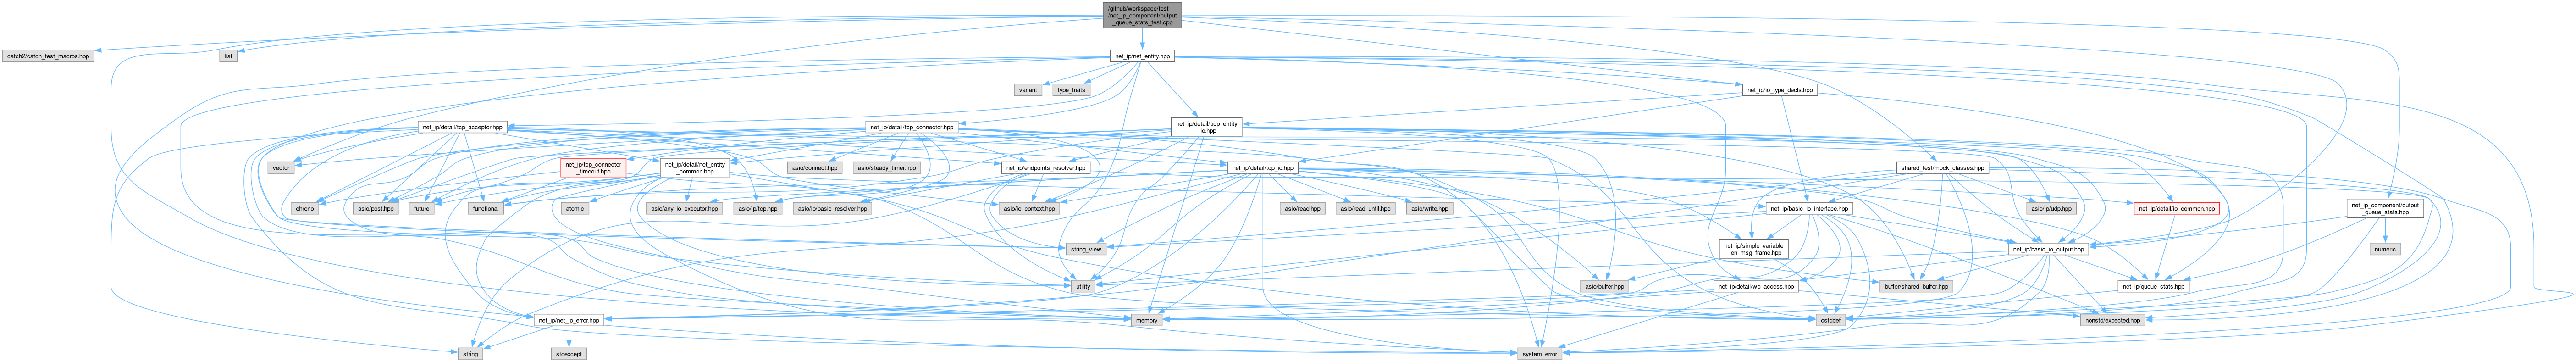 /github/workspace/test
/net_ip_component/output
_queue_stats_test.cpp
catch2/catch_test_macros.hpp
list
net_ip/net_entity.hpp
variant
type_traits
net_ip/io_type_decls.hpp
net_ip/detail/tcp_acceptor.hpp
net_ip/detail/tcp_connector.hpp
net_ip/detail/udp_entity
_io.hpp
vector
net_ip/tcp_connector
_timeout.hpp
net_ip/detail/net_entity
_common.hpp
asio/connect.hpp
asio/steady_timer.hpp
net_ip/endpoints_resolver.hpp
net_ip/detail/tcp_io.hpp
shared_test/mock_classes.hpp
chrono
asio/post.hpp
future
functional
atomic
asio/any_io_executor.hpp
asio/ip/tcp.hpp
asio/ip/basic_resolver.hpp
asio/io_context.hpp
asio/read.hpp
asio/read_until.hpp
asio/write.hpp
net_ip/basic_io_interface.hpp
asio/ip/udp.hpp
net_ip/detail/io_common.hpp
net_ip_component/output
_queue_stats.hpp
string_view
net_ip/simple_variable
_len_msg_frame.hpp
net_ip/basic_io_output.hpp
numeric
utility
asio/buffer.hpp
net_ip/detail/wp_access.hpp
buffer/shared_buffer.hpp
net_ip/queue_stats.hpp
net_ip/net_ip_error.hpp
memory
cstddef
nonstd/expected.hpp
string
stdexcept
system_error